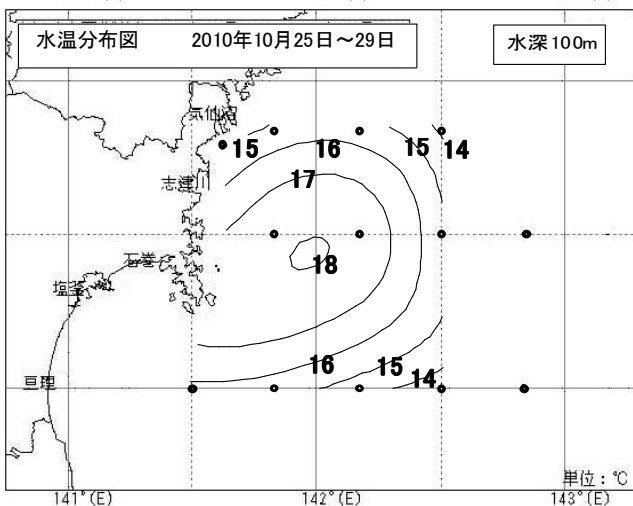 水温分布図 2010年10月25日～29日 水深100m
気仙沼
15 16 15 14
志津川 17
石巻 18
塩釜
亘理 16 15 14
単位：℃
141°(E) 142°(E) 143°(E)